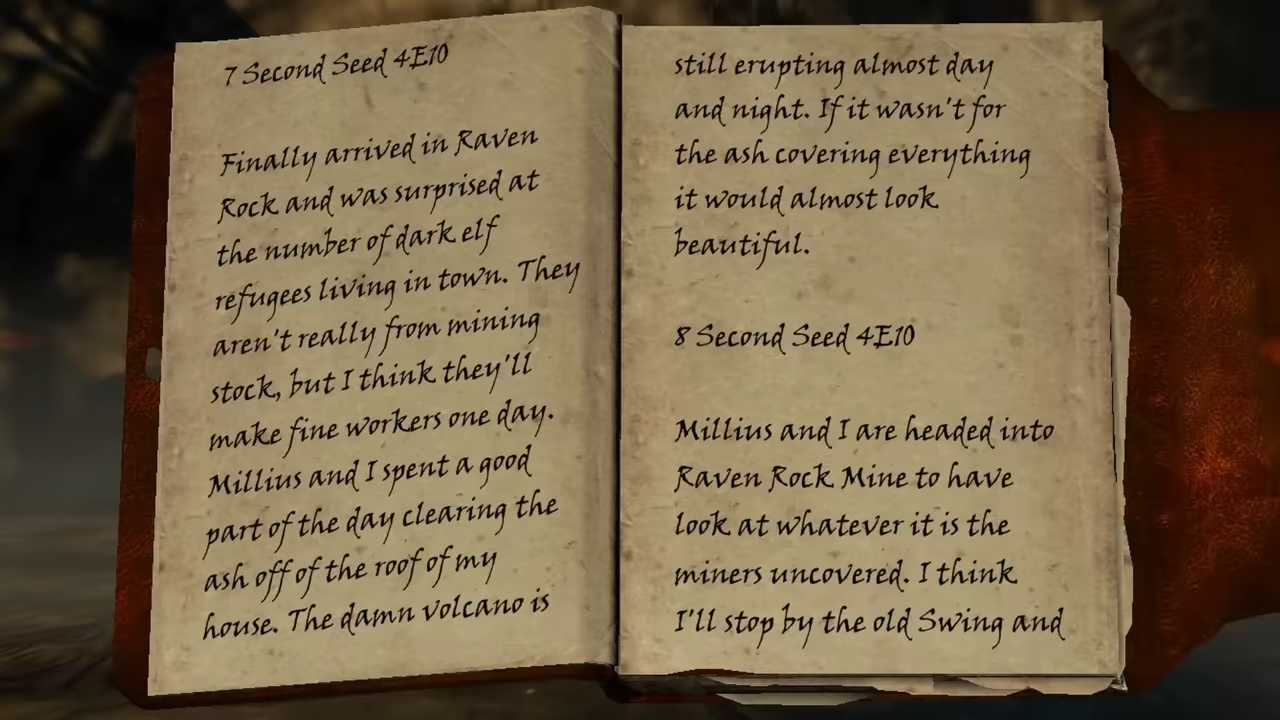 7 Second Seed 4E10
Finally arrived in Raven
Rock and was surprised at
the number of dark elf
refugees living in town. They
aren't really from mining
stock, but I think they'll
make fine workers one day.
Millius and I spent a good
part of the day clearing the
ash off of the roof of my
house. The damn volcano is
still erupting almost day
and night. If it wasn't for
the ash covering everything
it would almost look
beautiful.
8 Second Seed 4E10
Millius and I are headed into
Raven Rock Mine to have
look at whatever it is the
miners uncovered. I think
I'll stop by the old Swing and